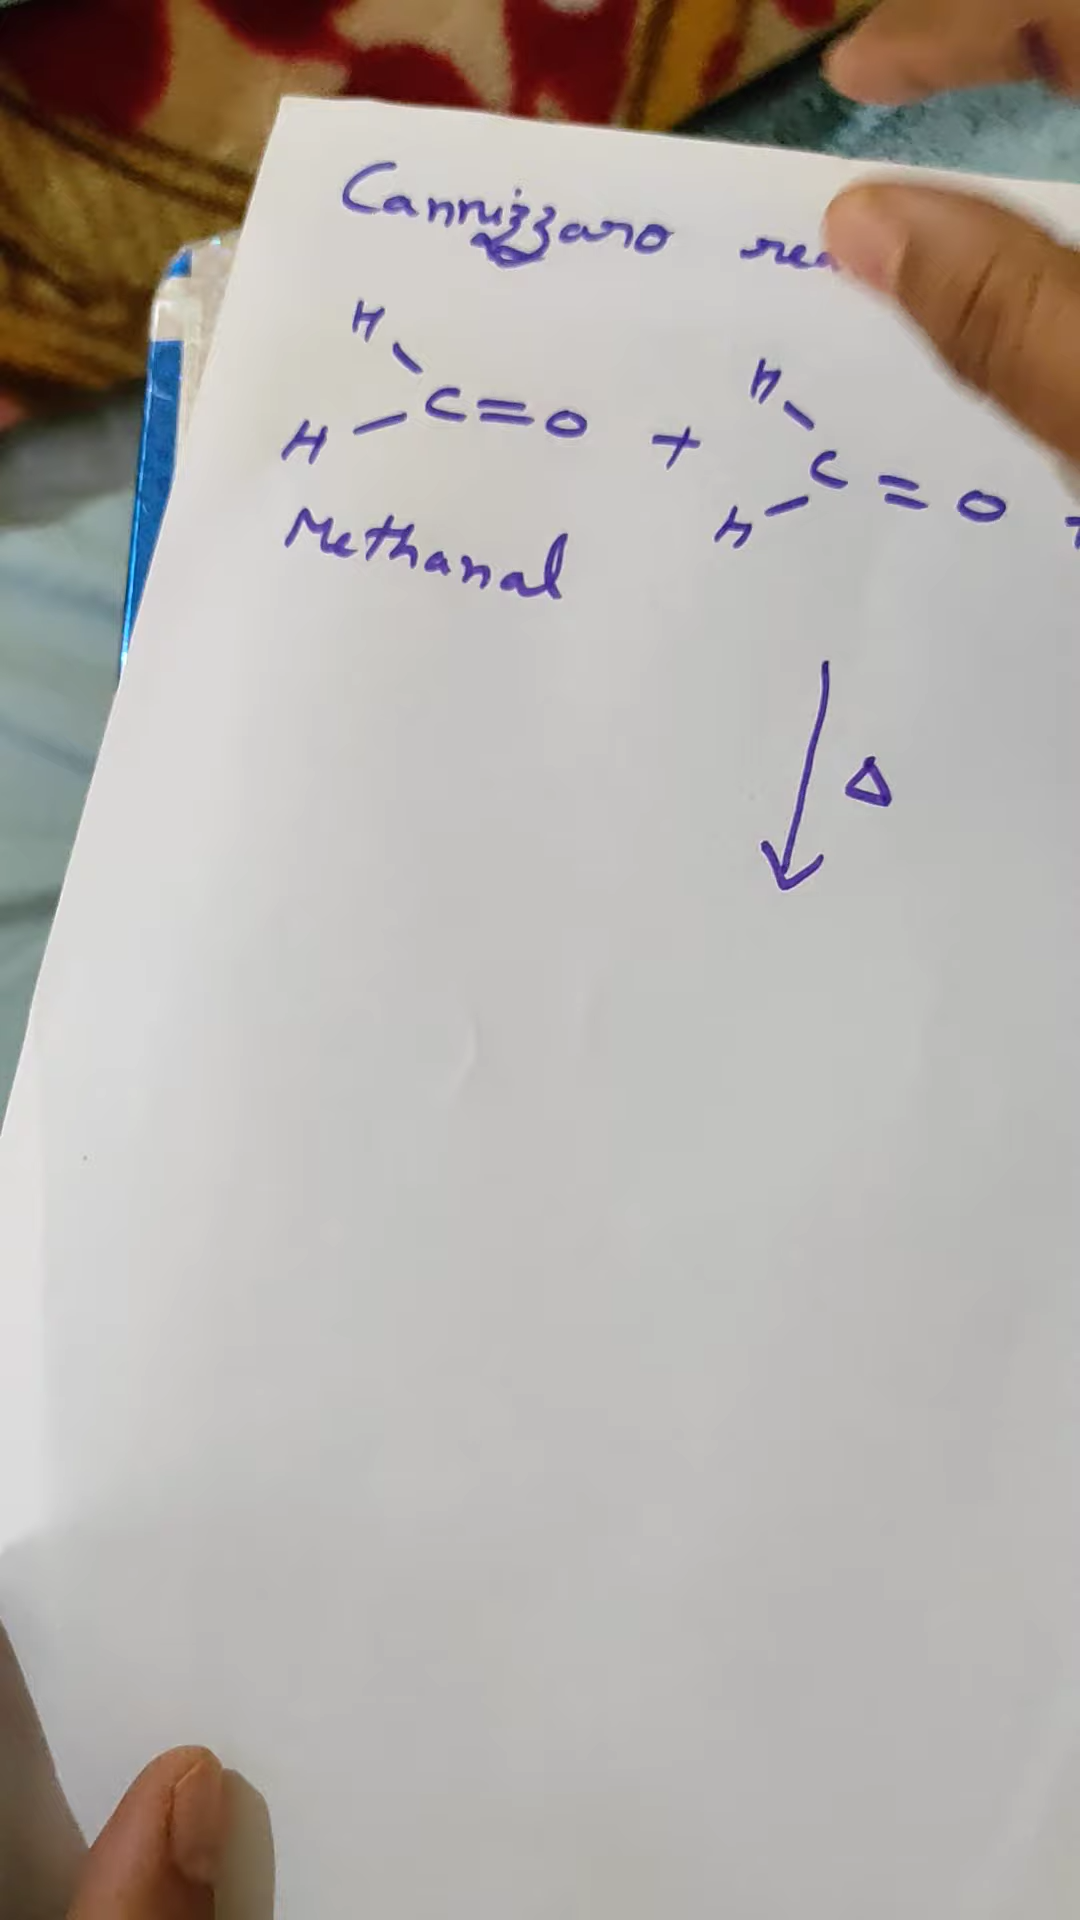 Cannizzaro
H H
C=O + C=O +
H H
Methanal
Δ